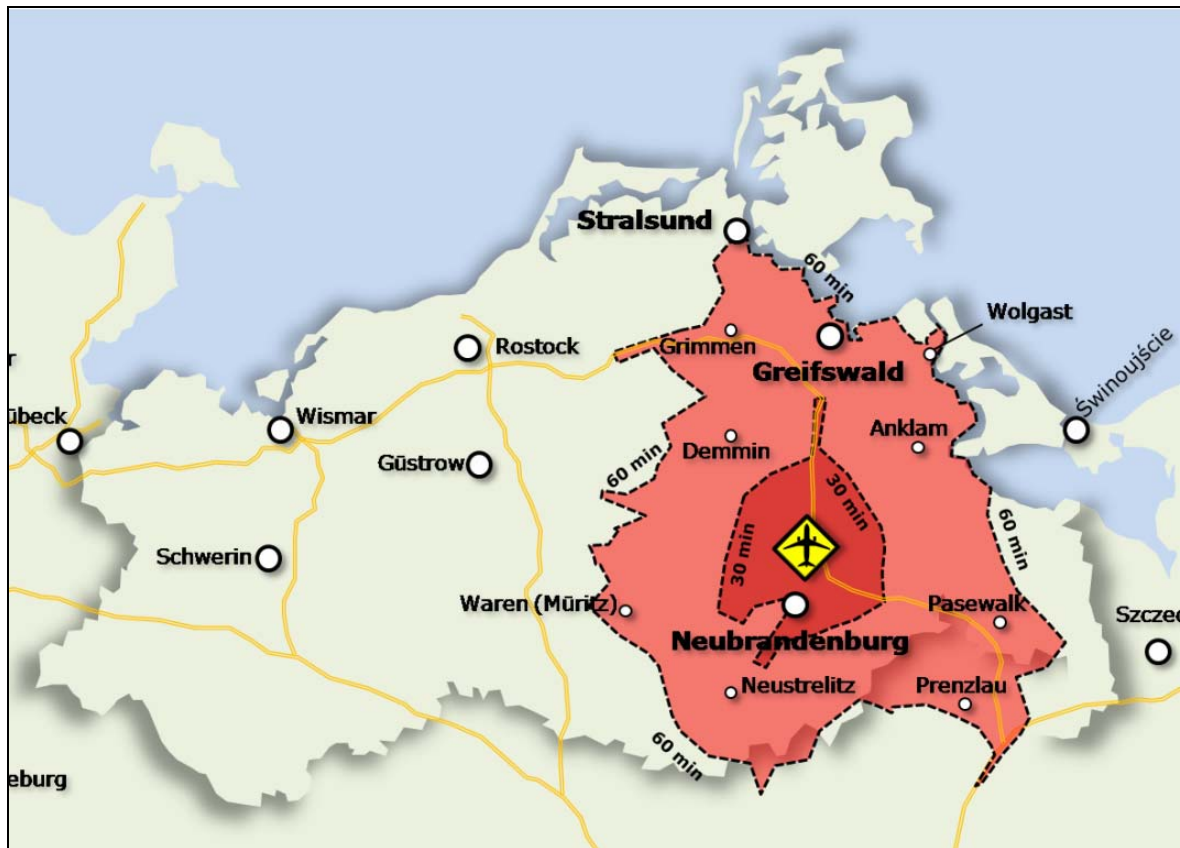 Stralsund
60 min
Wolgast
Rostock
Grimmen
Greifswald
Świnoujście
Wismar
übeck
Anklam
Demmin
Güstrow
60 min
30 min
60 min
30 min
Schwerin
Waren (Müritz)
Pasewalk
Szczec
Neubrandenburg
Neustrelitz
Prenzlau
60 min
eburg